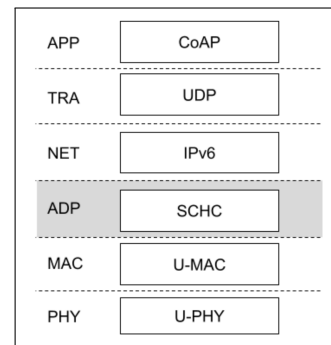 APP CoAP
TRA UDP
NET IPv6
ADP SCHC
MAC U-MAC
PHY U-PHY